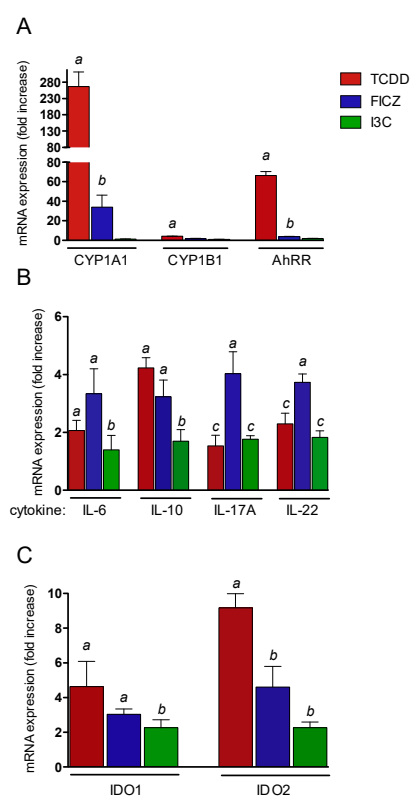 A
mRNA expression (fold increase)
280
230
180
130
80
80
60
40
20
0
a
b
a
a
b
CYP1A1 CYP1B1 AhRR
TCDD
FICZ
I3C
B
mRNA expression (fold increase)
6
4
2
0
a a b
a a b
c a c
c a c
cytokine: IL-6 IL-10 IL-17A IL-22
C
mRNA expression (fold increase)
10
8
6
4
2
0
a a b
a b b
IDO1 IDO2